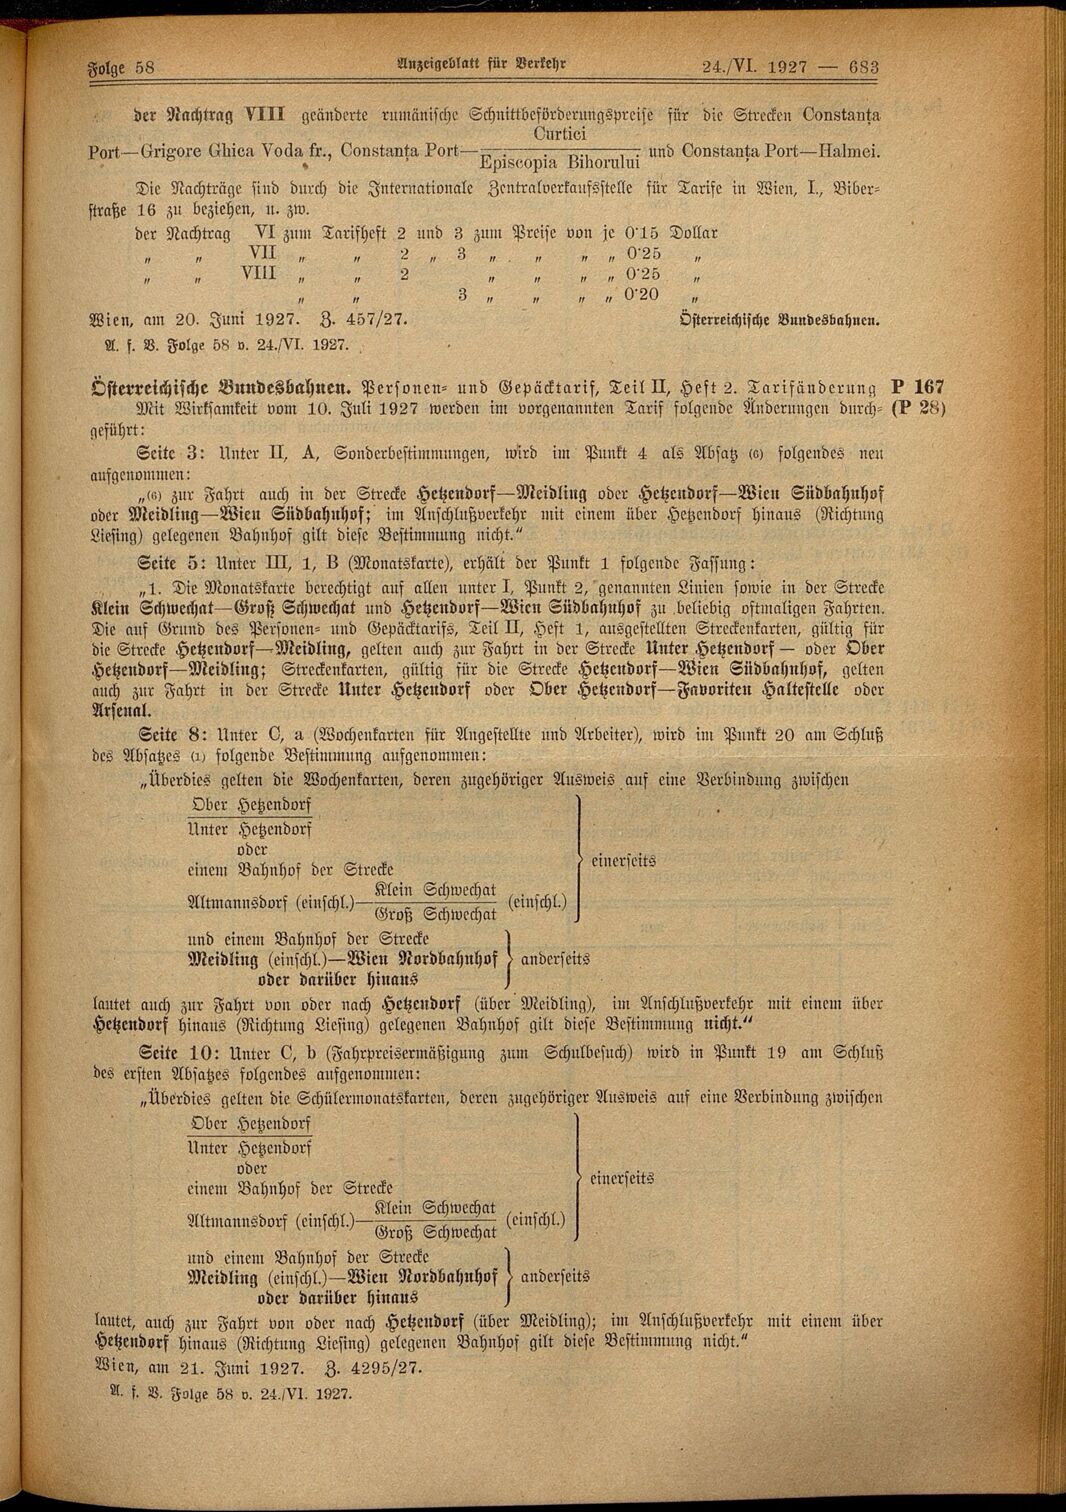 Folge 58 Anzeigeblatt für Verkehr 24./VI. 1927 — 683
der Nachtrag VIII geänderte rumänische Schnittbeförderungspreise für die Strecken Constanța
Curtici
Port—Grigore Ghica Voda fr., Constanța Port— und Constanța Port—Halmei.
Episcopia Bihorului
Die Nachträge sind durch die Internationale Zentralverkaufsstelle für Tarife in Wien, I., Biber-
straße 16 zu beziehen, u. zw.
der Nachtrag VI zum Tarifheft 2 und 3 zum Preise von je 0·15 Dollar
„ „ VII „ „ 2 „ 3 „ „ „ „ 0·25 „
„ „ VIII „ „ 2 „ „ „ „ 0·25 „
„ „ 3 „ „ „ „ 0·20 „
Wien, am 20. Juni 1927. Z. 457/27. Österreichische Bundesbahnen.
A. f. V. Folge 58 v. 24./VI. 1927.
Österreichische Bundesbahnen. Personen- und Gepäcktarif, Teil II, Heft 2. Tarifänderung P 167
Mit Wirksamkeit vom 10. Juli 1927 werden im vorgenannten Tarif folgende Änderungen durch- (P 28)
geführt:
Seite 3: Unter II, A, Sonderbestimmungen, wird im Punkt 4 als Absatz (6) folgendes neu
aufgenommen:
„(6) zur Fahrt auch in der Strecke Hetzendorf—Meidling oder Hetzendorf—Wien Südbahnhof
oder Meidling—Wien Südbahnhof; im Anschlußverkehr mit einem über Hetzendorf hinaus (Richtung
Liesing) gelegenen Bahnhof gilt diese Bestimmung nicht.“
Seite 5: Unter III, 1, B (Monatskarte), erhält der Punkt 1 folgende Fassung:
„1. Die Monatskarte berechtigt auf allen unter I, Punkt 2, genannten Linien sowie in der Strecke
Klein Schwechat—Groß Schwechat und Hetzendorf—Wien Südbahnhof zu beliebig oftmaligen Fahrten.
Die auf Grund des Personen- und Gepäcktarifs, Teil II, Heft 1, ausgestellten Streckenkarten, gültig für
die Strecke Hetzendorf—Meidling, gelten auch zur Fahrt in der Strecke Unter Hetzendorf — oder Ober
Hetzendorf—Meidling; Streckenkarten, gültig für die Strecke Hetzendorf—Wien Südbahnhof, gelten
auch zur Fahrt in der Strecke Unter Hetzendorf oder Ober Hetzendorf—Favoriten Haltestelle oder
Arsenal.
Seite 8: Unter C, a (Wochenkarten für Angestellte und Arbeiter), wird im Punkt 20 am Schluß
des Absatzes (1) folgende Bestimmung aufgenommen:
„Überdies gelten die Wochenkarten, deren zugehöriger Ausweis auf eine Verbindung zwischen
Ober Hetzendorf
Unter Hetzendorf
oder
einem Bahnhof der Strecke
einerseits
Klein Schwechat
Altmannsdorf (einschl.)— (einschl.)
Groß Schwechat
und einem Bahnhof der Strecke
Meidling (einschl.)—Wien Nordbahnhof anderseits
oder darüber hinaus
lautet auch zur Fahrt von oder nach Hetzendorf (über Meidling), im Anschlußverkehr mit einem über
Hetzendorf hinaus (Richtung Liesing) gelegenen Bahnhof gilt diese Bestimmung nicht.“
Seite 10: Unter C, b (Fahrpreisermäßigung zum Schulbesuch) wird in Punkt 19 am Schluß
des ersten Absatzes folgendes aufgenommen:
„Überdies gelten die Schülermonatskarten, deren zugehöriger Ausweis auf eine Verbindung zwischen
Ober Hetzendorf
Unter Hetzendorf
oder
einerseits
einem Bahnhof der Strecke
Klein Schwechat
Altmannsdorf (einschl.)— (einschl.)
Groß Schwechat
und einem Bahnhof der Strecke
Meidling (einschl.)—Wien Nordbahnhof anderseits
oder darüber hinaus
lautet, auch zur Fahrt von oder nach Hetzendorf (über Meidling); im Anschlußverkehr mit einem über
Hetzendorf hinaus (Richtung Liesing) gelegenen Bahnhof gilt diese Bestimmung nicht.“
Wien, am 21. Juni 1927. Z. 4295/27.
A. f. V. Folge 58 v. 24./VI. 1927.